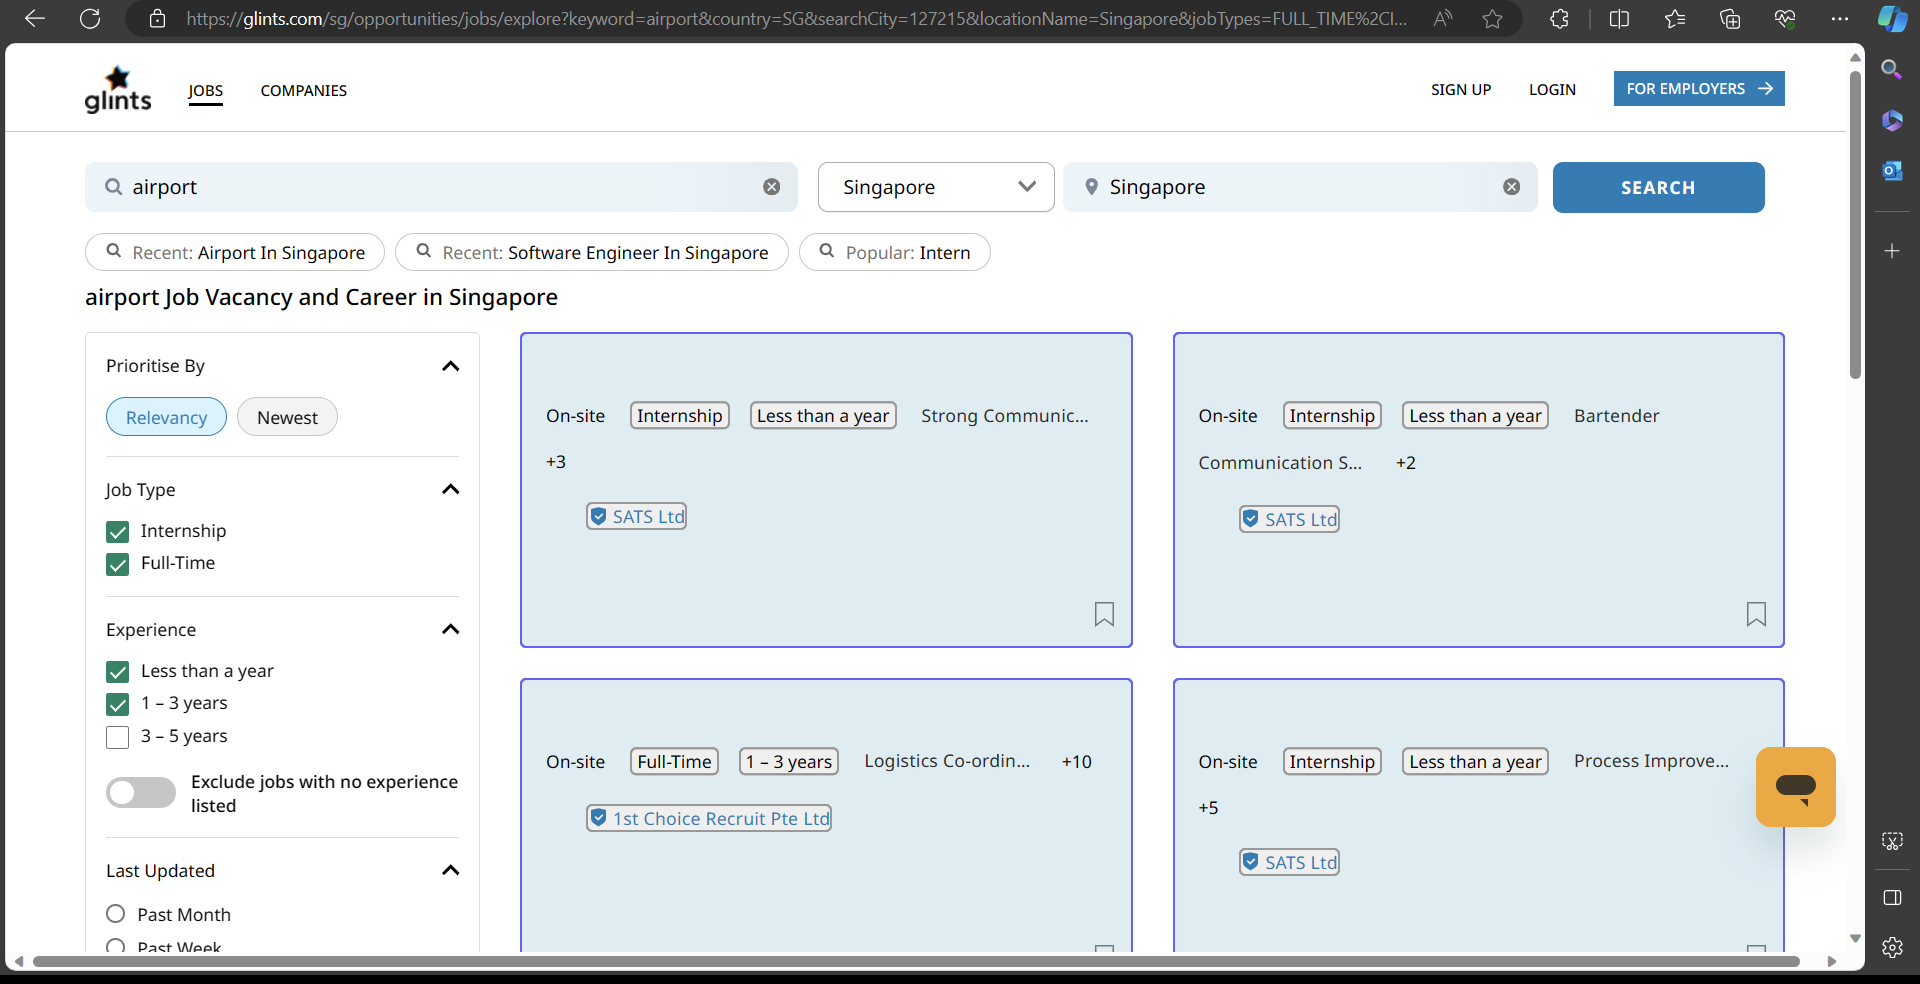 https://glints.com/sg/opportunities/jobs/explore?keyword=airport&country=SG&searchCity=127215&locationName=Singapore&jobTypes=FULL_TIME%2CI...
glints
JOBS
COMPANIES
SIGN UP
LOGIN
FOR EMPLOYERS
airport
Singapore
Singapore
SEARCH
Recent: Airport In Singapore
Recent: Software Engineer In Singapore
Popular: Intern
airport Job Vacancy and Career in Singapore
Prioritise By
Relevancy
Newest
Job Type
Internship
Full-Time
Experience
Less than a year
1 – 3 years
3 – 5 years
Exclude jobs with no experience
listed
Last Updated
Past Month
Past Week
On-site Internship Less than a year Strong Communic...
+3
SATS Ltd
On-site Internship Less than a year Bartender
Communication S... +2
SATS Ltd
On-site Full-Time 1 – 3 years Logistics Co-ordin... +10
1st Choice Recruit Pte Ltd
On-site Internship Less than a year Process Improve...
+5
SATS Ltd